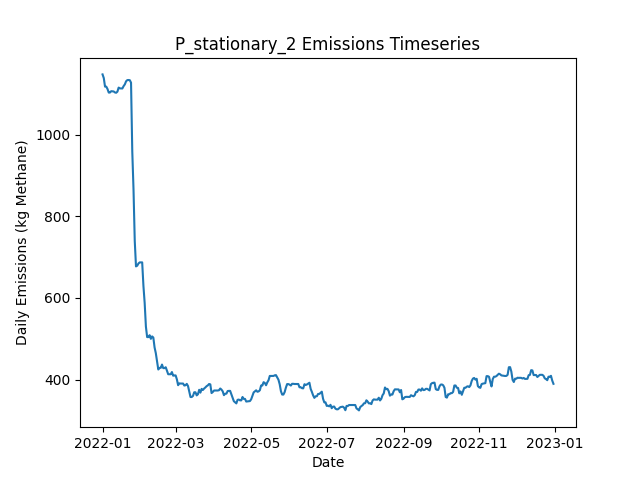 P_stationary_2 Emissions Timeseries
Daily Emissions (kg Methane)
1000
800
600
400
2022-01 2022-03 2022-05 2022-07 2022-09 2022-11 2023-01
Date